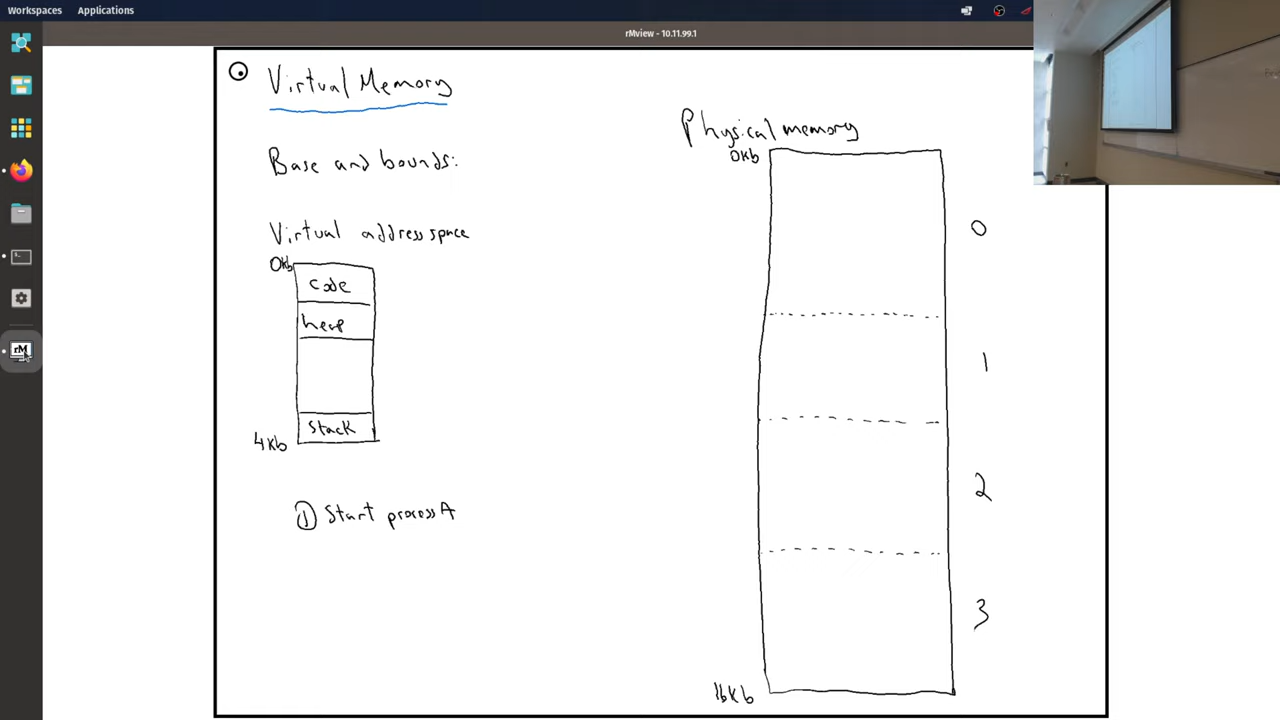 Workspaces Applications
rMview - 10.11.99.1
Virtual Memory
Base and bounds:
Virtual address space
0kb
code
heap
stack
4kb
① Start process A
Physical memory
0kb
0
1
2
3
16kb
rM